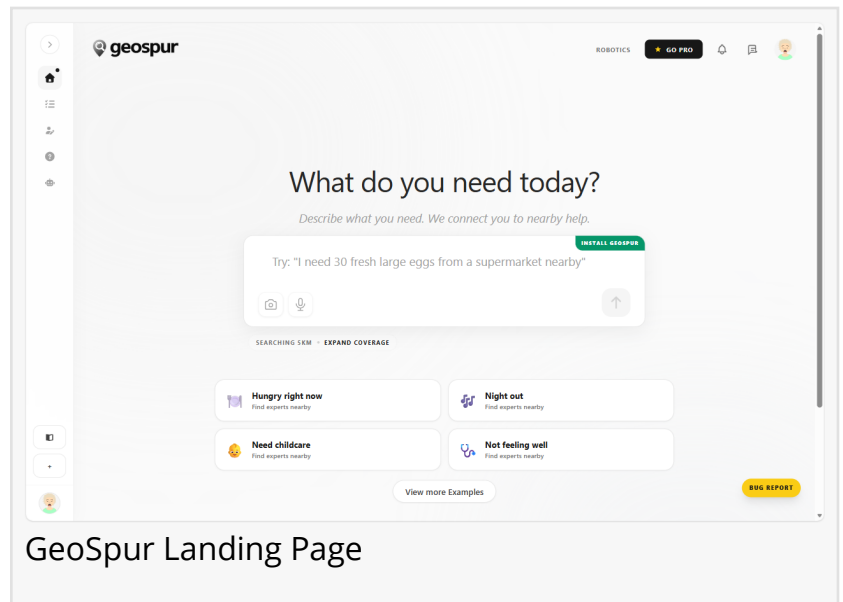 geospur
ROBOTICS
★ GO PRO
What do you need today?
Describe what you need. We connect you to nearby help.
INSTALL GEOSPUR
Try: "I need 30 fresh large eggs from a supermarket nearby"
SEARCHING 5KM • EXPAND COVERAGE
Hungry right now
Find experts nearby
Night out
Find experts nearby
Need childcare
Find experts nearby
Not feeling well
Find experts nearby
View more Examples
BUG REPORT
GeoSpur Landing Page